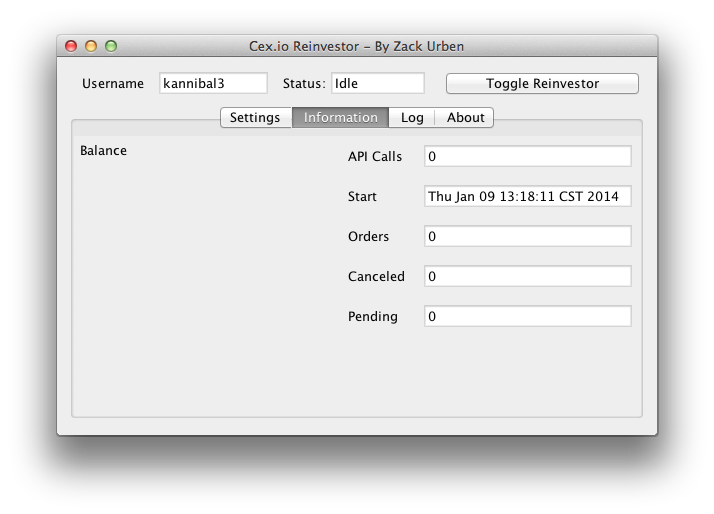 Cex.io Reinvestor – By Zack Urben
Username kannibal3 Status: Idle Toggle Reinvestor
Settings Information Log About
Balance
API Calls 0
Start Thu Jan 09 13:18:11 CST 2014
Orders 0
Canceled 0
Pending 0